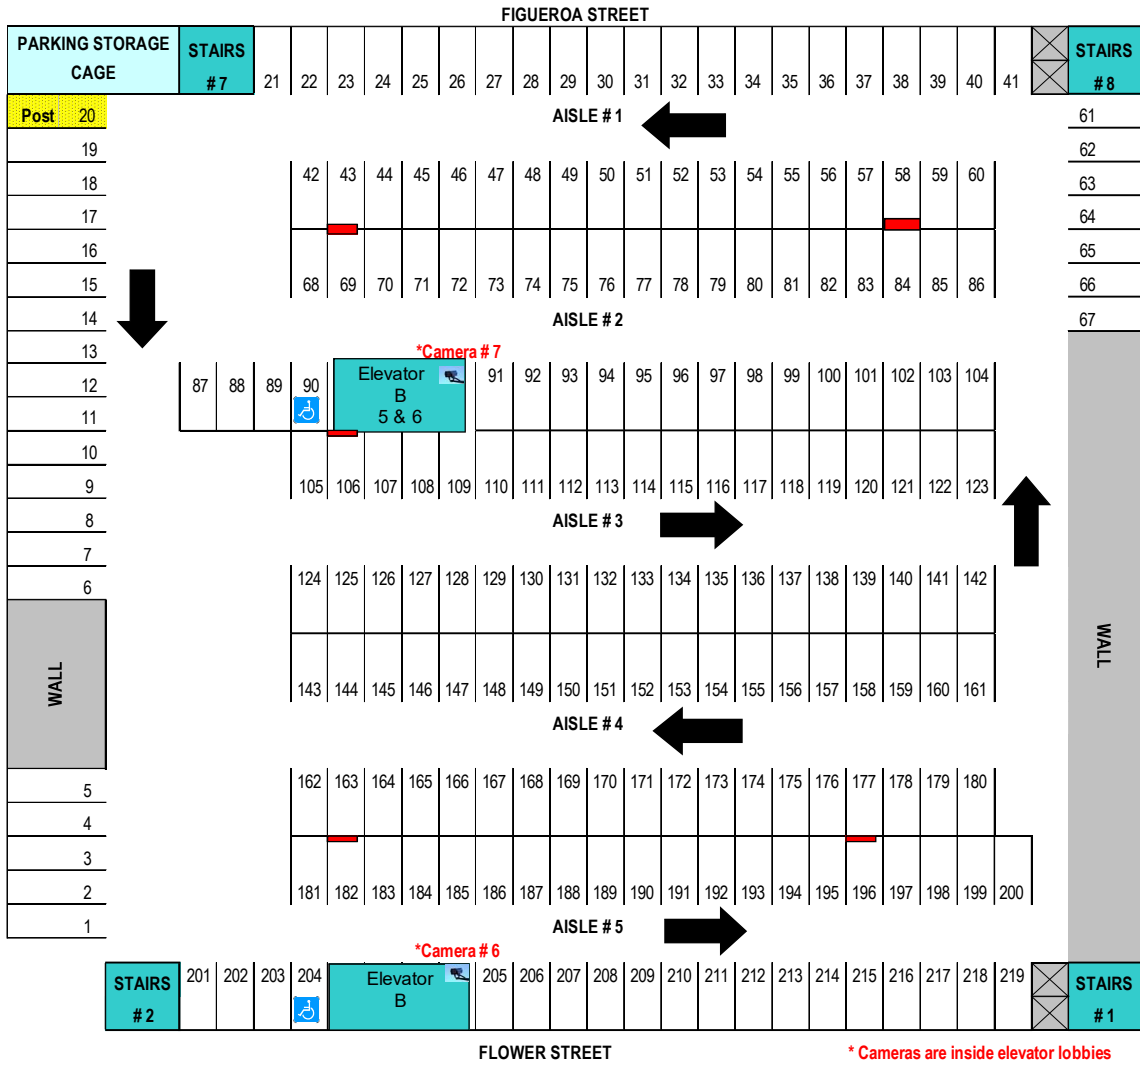 FIGUEROA STREET
PARKING STORAGE
CAGE
STAIRS
# 7
21 22 23 24 25 26 27 28 29 30 31 32 33 34 35 36 37 38 39 40 41
STAIRS
# 8
Post 20
AISLE # 1
61
19
62
18
42 43 44 45 46 47 48 49 50 51 52 53 54 55 56 57 58 59 60
63
17
64
16
65
15
68 69 70 71 72 73 74 75 76 77 78 79 80 81 82 83 84 85 86
66
14
AISLE # 2
67
13
*Camera # 7
12
87 88 89 90
Elevator
B
5 & 6
91 92 93 94 95 96 97 98 99 100 101 102 103 104
11
10
9
105 106 107 108 109 110 111 112 113 114 115 116 117 118 119 120 121 122 123
8
AISLE # 3
7
6
124 125 126 127 128 129 130 131 132 133 134 135 136 137 138 139 140 141 142
WALL
WALL
143 144 145 146 147 148 149 150 151 152 153 154 155 156 157 158 159 160 161
AISLE # 4
5
162 163 164 165 166 167 168 169 170 171 172 173 174 175 176 177 178 179 180
4
3
2
181 182 183 184 185 186 187 188 189 190 191 192 193 194 195 196 197 198 199 200
1
AISLE # 5
*Camera # 6
STAIRS
# 2
201 202 203 204
Elevator
B
205 206 207 208 209 210 211 212 213 214 215 216 217 218 219
STAIRS
# 1
FLOWER STREET
* Cameras are inside elevator lobbies